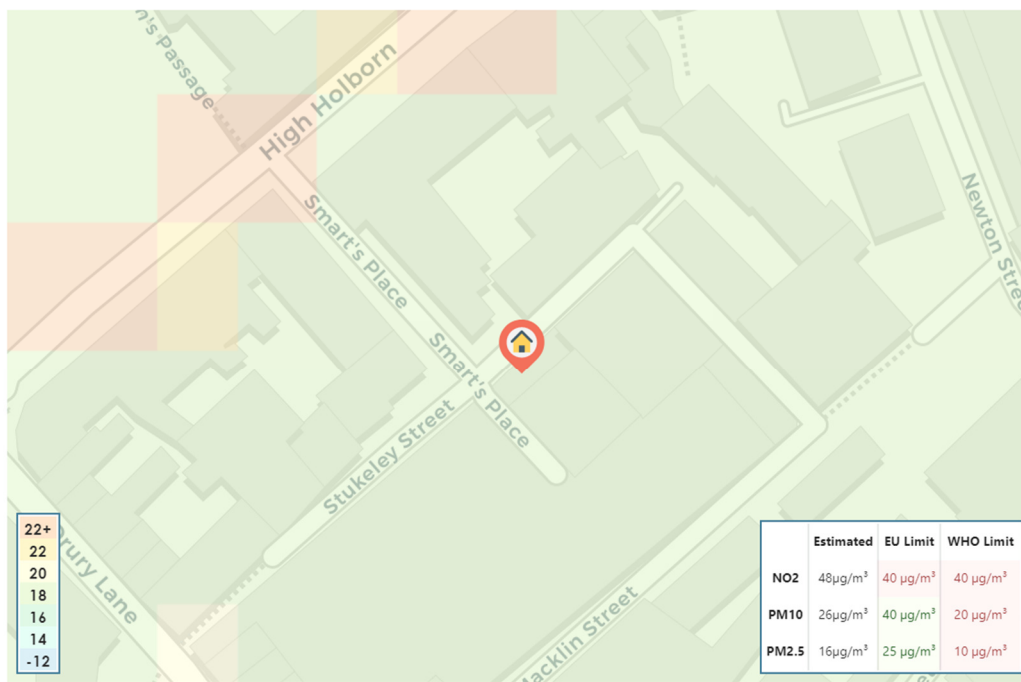 n's Passage
High Holborn
Smart's Place
Smart's Place
Stukeley Street
Newton Stree
Drury Lane
Macklin Street
22+
22
20
18
16
14
-12
Estimated EU Limit WHO Limit
NO2 48μg/m³ 40 μg/m³ 40 μg/m³
PM10 26μg/m³ 40 μg/m³ 20 μg/m³
PM2.5 16μg/m³ 25 μg/m³ 10 μg/m³